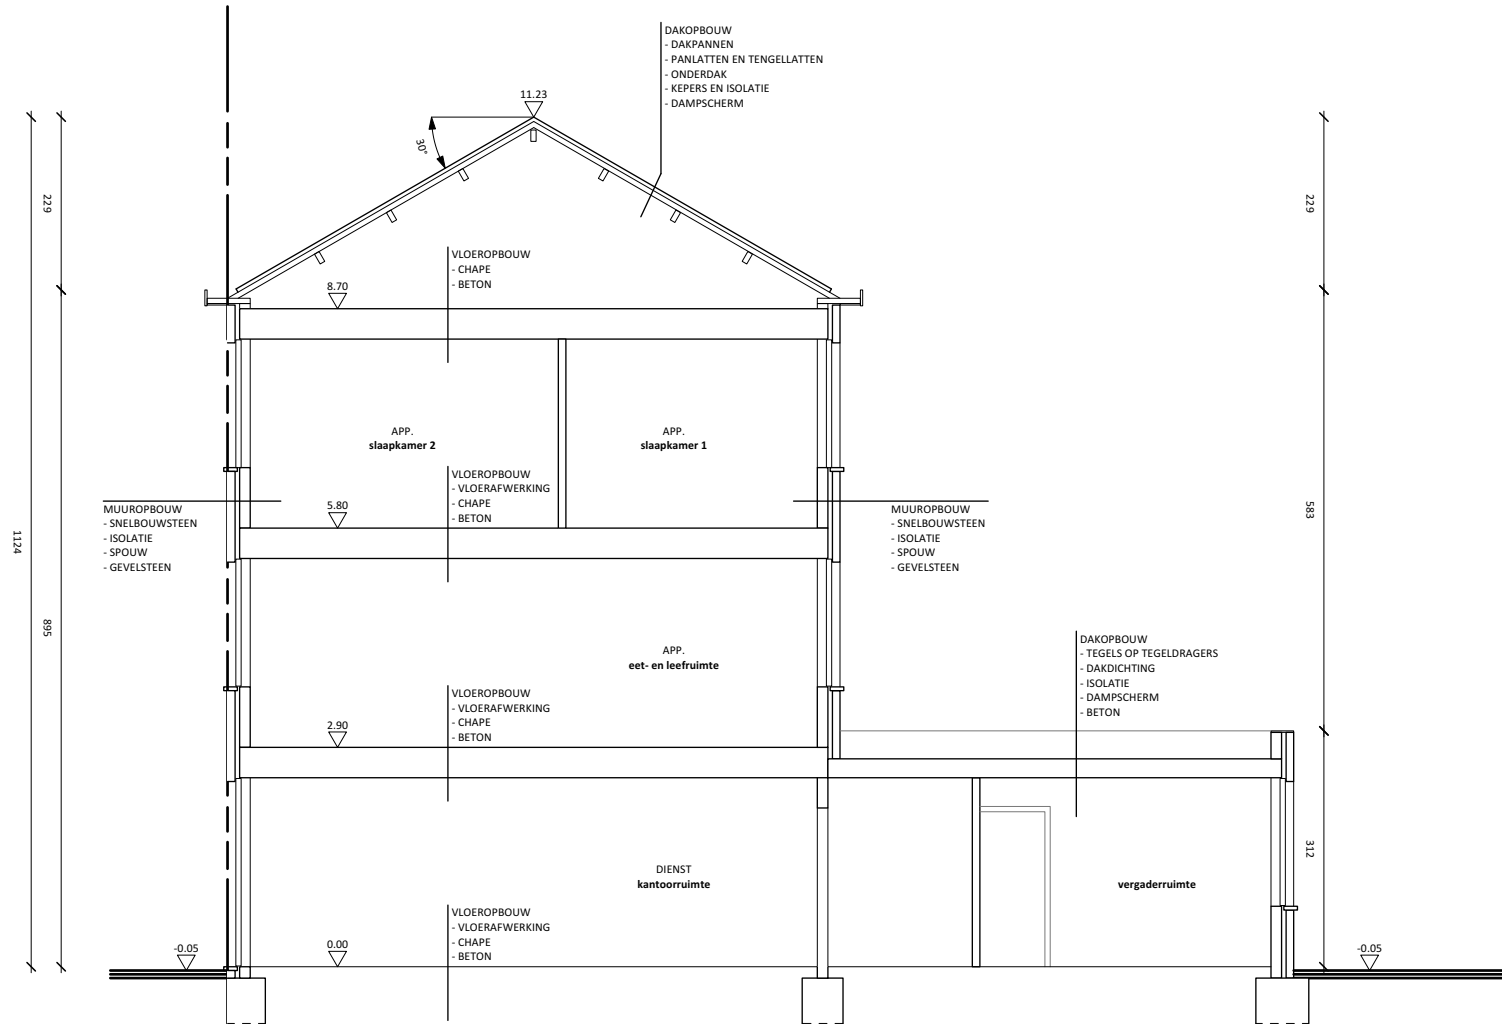 DAKOPBOUW
- DAKPANNEN
- PANLATTEN EN TENGELLATTEN
- ONDERDAK
- KEPERS EN ISOLATIE
- DAMPSCHERM
11.23
30°
229
229
VLOEROPBOUW
- CHAPE
- BETON
8.70
APP.
slaapkamer 2
APP.
slaapkamer 1
VLOEROPBOUW
- VLOERAFWERKING
- CHAPE
- BETON
5.80
MUUROPBOUW
- SNELBOUWSTEEN
- ISOLATIE
- SPOUW
- GEVELSTEEN
MUUROPBOUW
- SNELBOUWSTEEN
- ISOLATIE
- SPOUW
- GEVELSTEEN
1124
583
895
APP.
eet- en leefruimte
DAKOPBOUW
- TEGELS OP TEGELDRAGERS
- DAKDICHTING
- ISOLATIE
- DAMPSCHERM
- BETON
VLOEROPBOUW
- VLOERAFWERKING
- CHAPE
- BETON
2.90
312
DIENST
kantoorruimte
vergaderruimte
VLOEROPBOUW
- VLOERAFWERKING
- CHAPE
- BETON
-0.05
0.00
-0.05